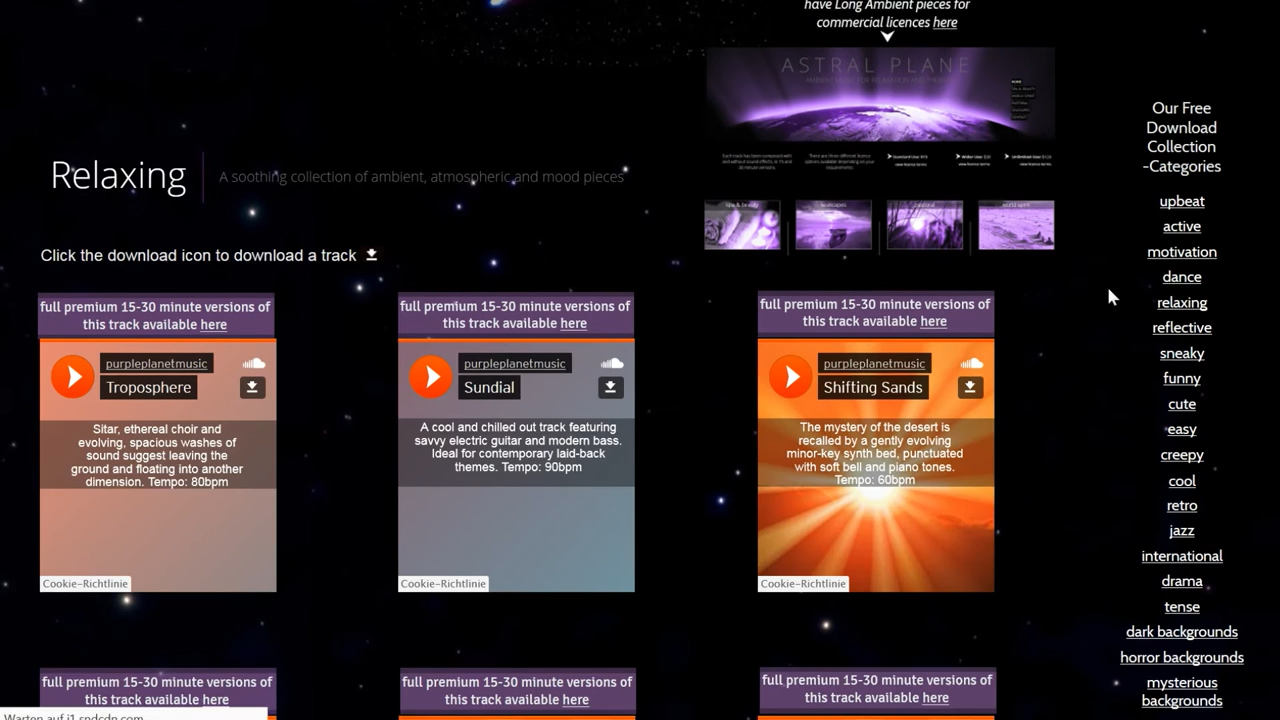 have Long Ambient pieces for
commercial licences here
ASTRAL PLANE
Relaxing
A soothing collection of ambient, atmospheric and mood pieces
Click the download icon to download a track
full premium 15-30 minute versions of
this track available here
purpleplanetmusic
Troposphere
Sitar, ethereal choir and
evolving, spacious washes of
sound suggest leaving the
ground and floating into another
dimension. Tempo: 80bpm
Cookie-Richtlinie
full premium 15-30 minute versions of
this track available here
purpleplanetmusic
Sundial
A cool and chilled out track featuring
savvy electric guitar and modern bass.
Ideal for contemporary laid-back
themes. Tempo: 90bpm
Cookie-Richtlinie
full premium 15-30 minute versions of
this track available here
purpleplanetmusic
Shifting Sands
The mystery of the desert is
recalled by a gently evolving
minor-key synth bed, punctuated
with soft bell and piano tones.
Tempo: 60bpm
Cookie-Richtlinie
full premium 15-30 minute versions of
this track available here
full premium 15-30 minute versions of
this track available here
full premium 15-30 minute versions of
this track available here
Our Free
Download
Collection
-Categories
upbeat
active
motivation
dance
relaxing
reflective
sneaky
funny
cute
easy
creepy
cool
retro
jazz
international
drama
tense
dark backgrounds
horror backgrounds
mysterious
backgrounds
Warten auf i1.sndcdn.com